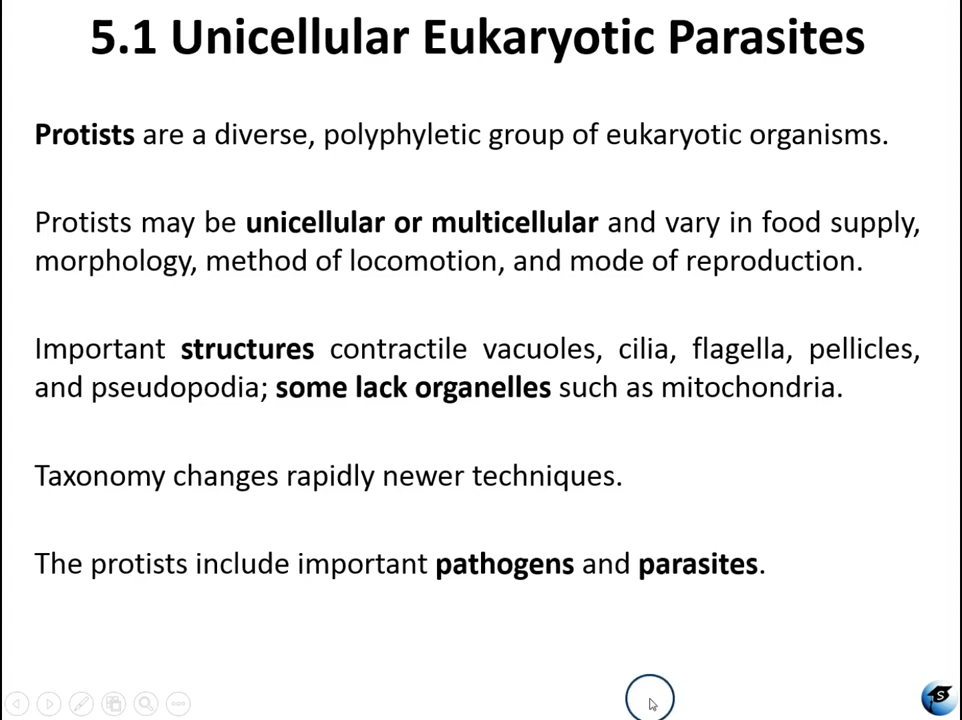 5.1 Unicellular Eukaryotic Parasites
Protists are a diverse, polyphyletic group of eukaryotic organisms.
Protists may be unicellular or multicellular and vary in food supply,
morphology, method of locomotion, and mode of reproduction.
Important structures contractile vacuoles, cilia, flagella, pellicles,
and pseudopodia; some lack organelles such as mitochondria.
Taxonomy changes rapidly newer techniques.
The protists include important pathogens and parasites.
S